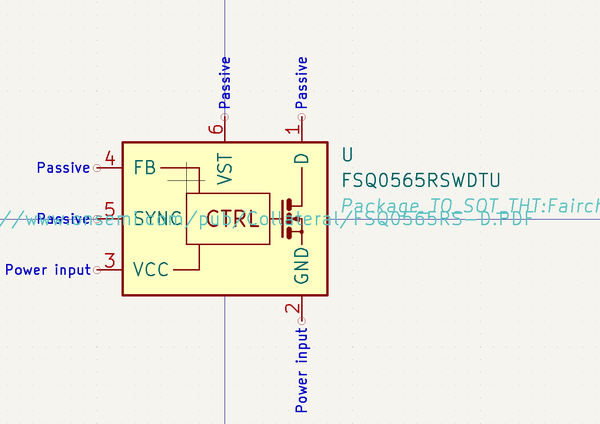 Passive
Passive
6
1
U
4
FB
VST
D
FSQ0565RSWDTU
Passive
Package_TO_SOT_THT:Fairch
5
SYNC
CTRL
Passive
//www.onsemi.com/pub/Collateral/FSQ0565RS-D.PDF
3
VCC
GND
Power input
2
Power input